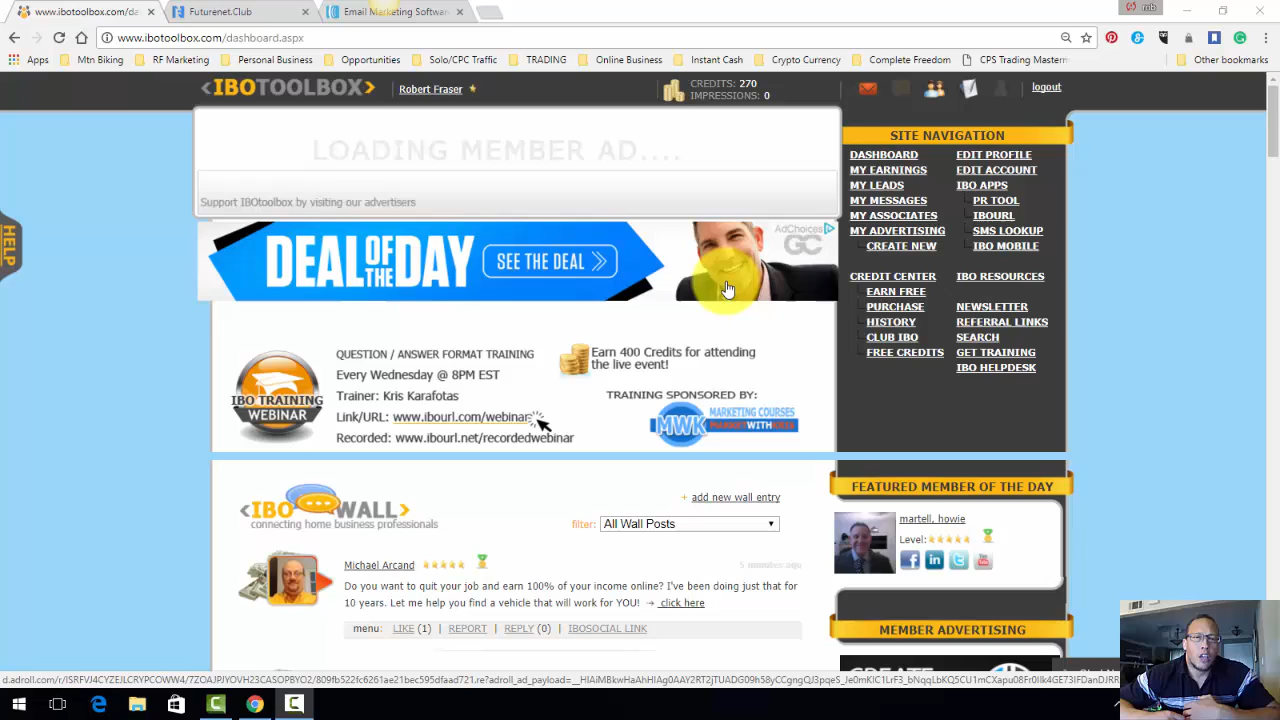 www.ibotoolbox.com/da
Futurenet.Club
Email Marketing Softwar
rob
www.ibotoolbox.com/dashboard.aspx
Apps
Mtn Biking
RF Marketing
Personal Business
Opportunities
Solo/CPC Traffic
TRADING
Online Business
Instant Cash
Crypto Currency
Complete Freedom
CPS Trading Masterm
Other bookmarks
<IBOTOOLBOX>
Robert Fraser
CREDITS: 270
IMPRESSIONS: 0
logout
LOADING MEMBER AD....
Support IBOtoolbox by visiting our advertisers
DEAL OF THE DAY
SEE THE DEAL
AdChoices
GC
HELP
SITE NAVIGATION
DASHBOARD
MY EARNINGS
MY LEADS
MY MESSAGES
MY ASSOCIATES
MY ADVERTISING
CREATE NEW
CREDIT CENTER
EARN FREE
PURCHASE
HISTORY
CLUB IBO
FREE CREDITS
EDIT PROFILE
EDIT ACCOUNT
IBO APPS
PR TOOL
IBOURL
SMS LOOKUP
IBO MOBILE
IBO RESOURCES
NEWSLETTER
REFERRAL LINKS
SEARCH
GET TRAINING
IBO HELPDESK
IBO TRAINING
WEBINAR
QUESTION / ANSWER FORMAT TRAINING
Every Wednesday @ 8PM EST
Trainer: Kris Karafotas
Link/URL: www.ibourl.com/webinar
Recorded: www.ibourl.net/recordedwebinar
Earn 400 Credits for attending
the live event!
TRAINING SPONSORED BY:
MWK
MARKETING COURSES
MARKETWITHKRIS
<IBO WALL>
connecting home business professionals
+ add new wall entry
filter: All Wall Posts
Michael Arcand
5 minutes ago
Do you want to quit your job and earn 100% of your income online? I've been doing just that for
10 years. Let me help you find a vehicle that will work for YOU! → click here
menu: LIKE (1) | REPORT | REPLY (0) | IBOSOCIAL LINK
FEATURED MEMBER OF THE DAY
martell, howie
Level:
MEMBER ADVERTISING
CREATE